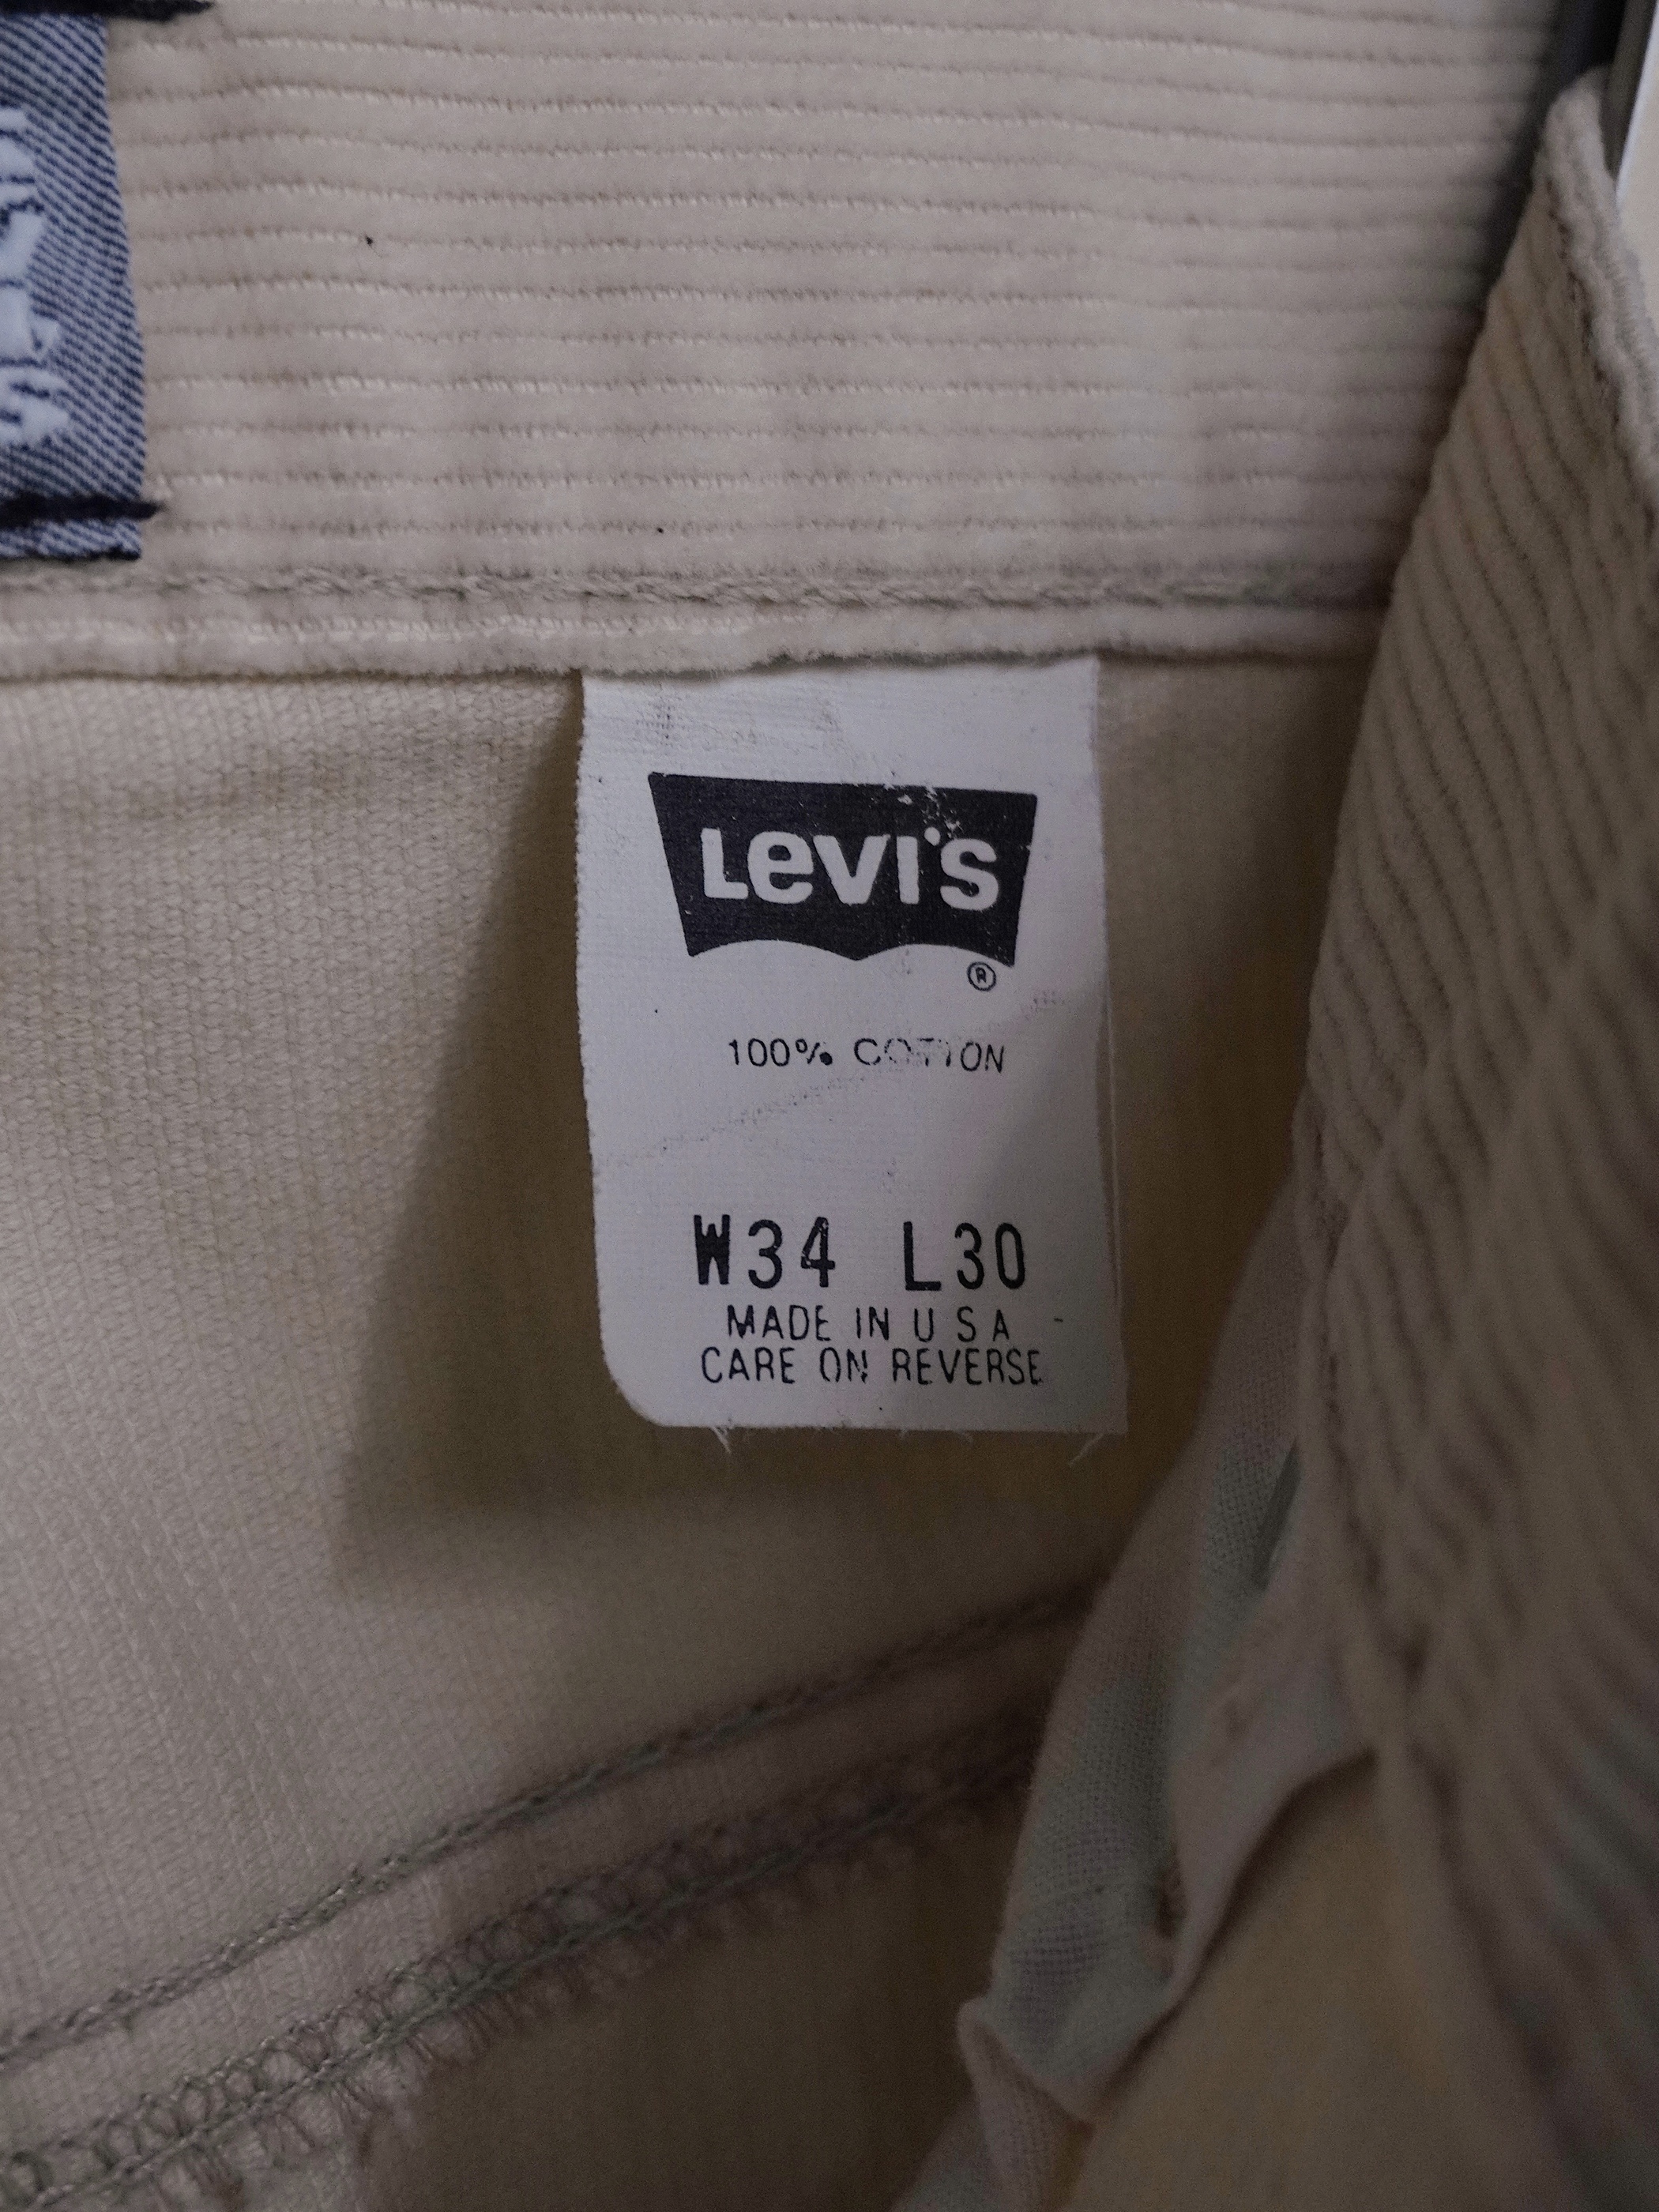 Levi's
®
100% COTTON
W34 L30
MADE IN U S A
CARE ON REVERSE